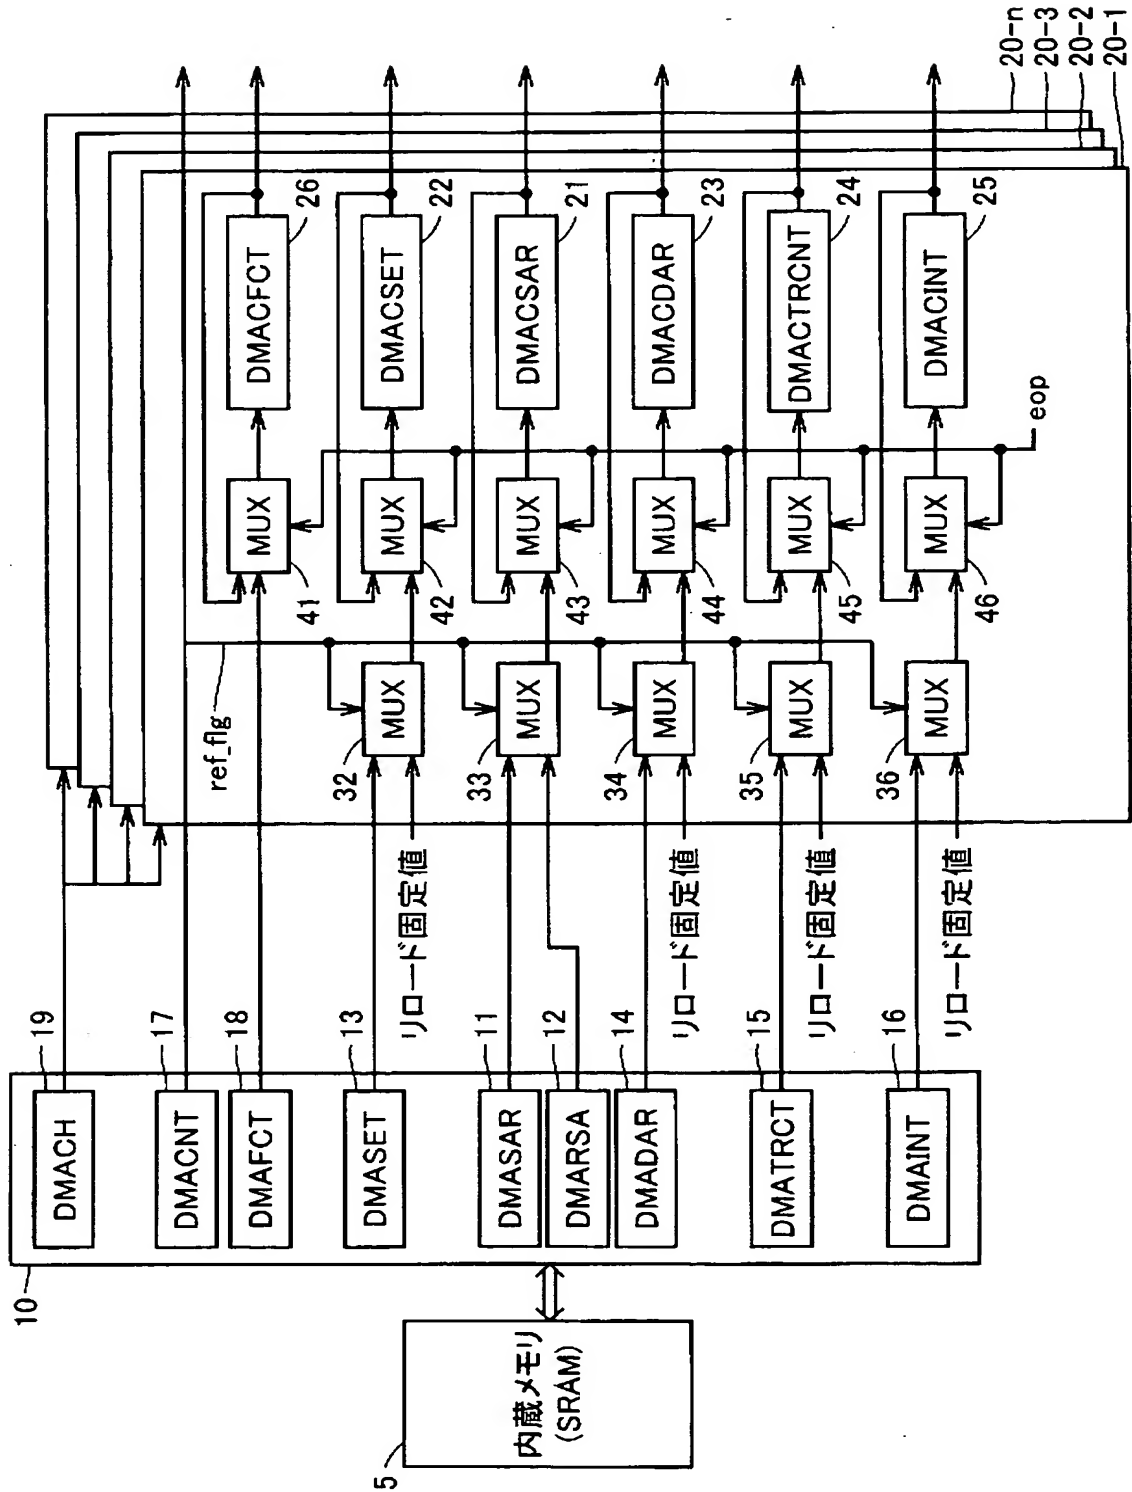 5
内蔵メモリ
(SRAM)
10
DMACH
19
DMACNT
17
DMAFCT
18
DMASET
13
DMASAR
11
DMARSA
12
DMADAR
14
DMATRCT
15
DMAINT
16
リロード固定値
リロード固定値
リロード固定値
リロード固定値
ref_flg
MUX
32
MUX
33
MUX
34
MUX
35
MUX
36
MUX
41
MUX
42
MUX
43
MUX
44
MUX
45
MUX
46
eop
DMACFCT
26
DMACSET
22
DMACSAR
21
DMACDAR
23
DMACTRCNT
24
DMACINT
25
20-n
20-3
20-2
20-1